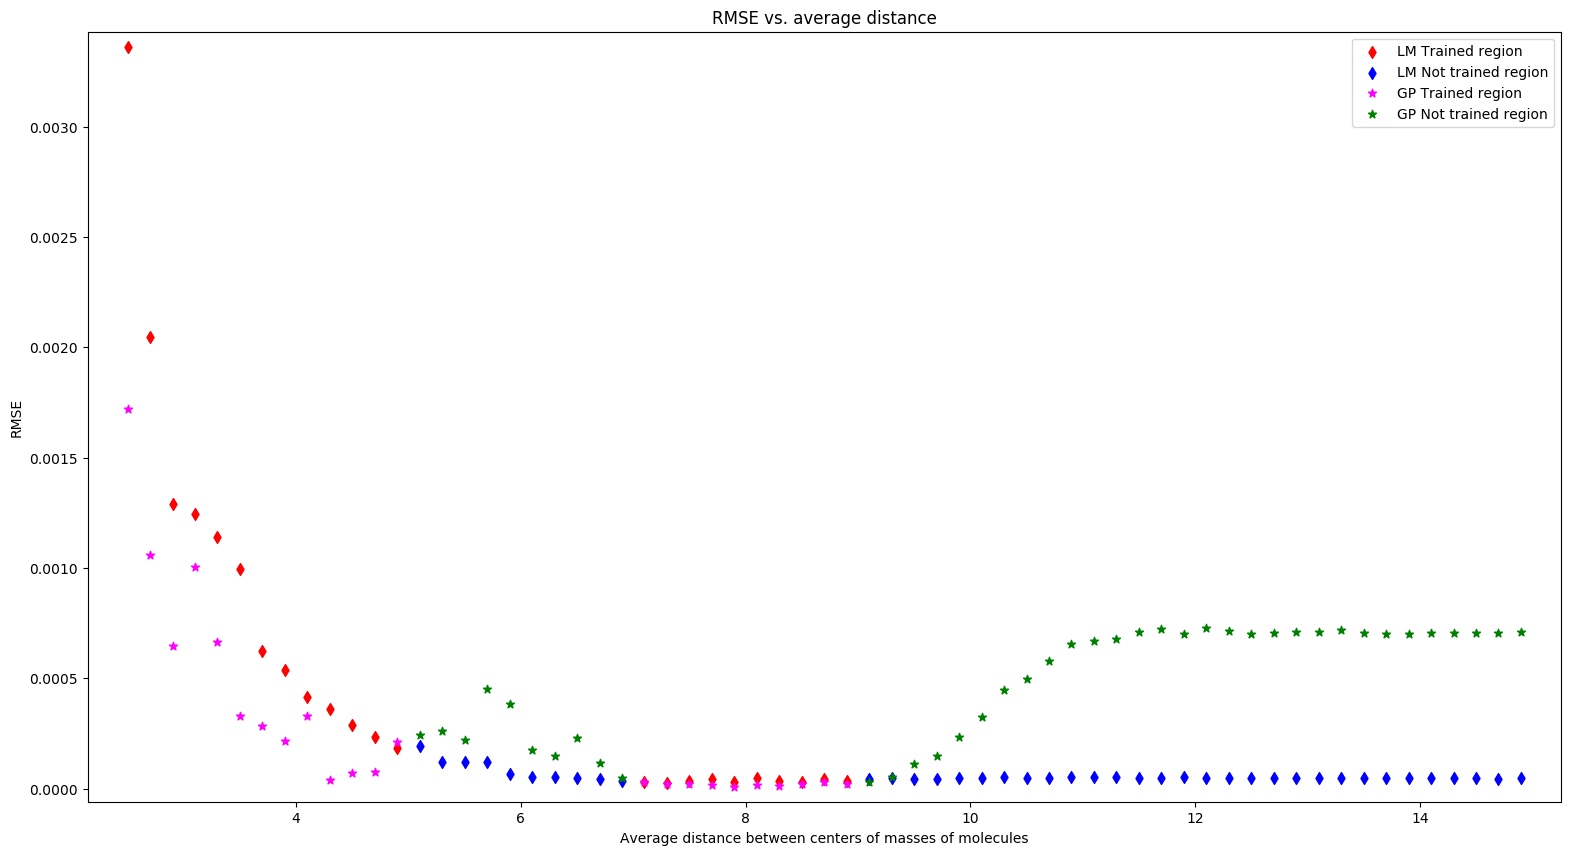 RMSE vs. average distance
LM Trained region
LM Not trained region
GP Trained region
GP Not trained region
0.0030
0.0025
0.0020
0.0015
0.0010
0.0005
0.0000
RMSE
4 6 8 10 12 14
Average distance between centers of masses of molecules